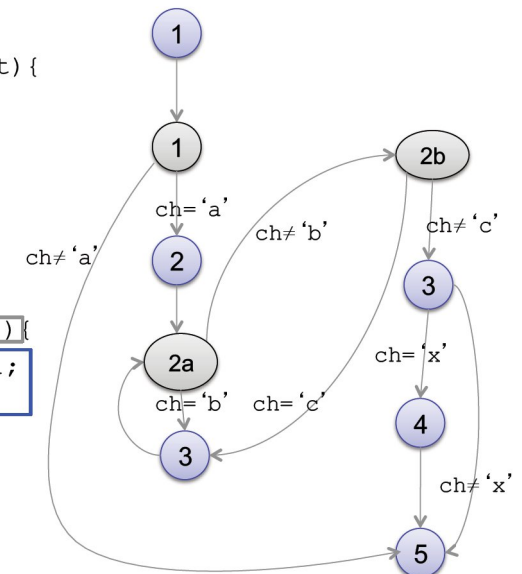 1
t){
1
2b
ch='a'
ch≠'b'
ch≠'c'
ch≠'a'
2
3
){
;
2a
ch='x'
ch='b'
ch='c'
4
3
ch≠'x'
5